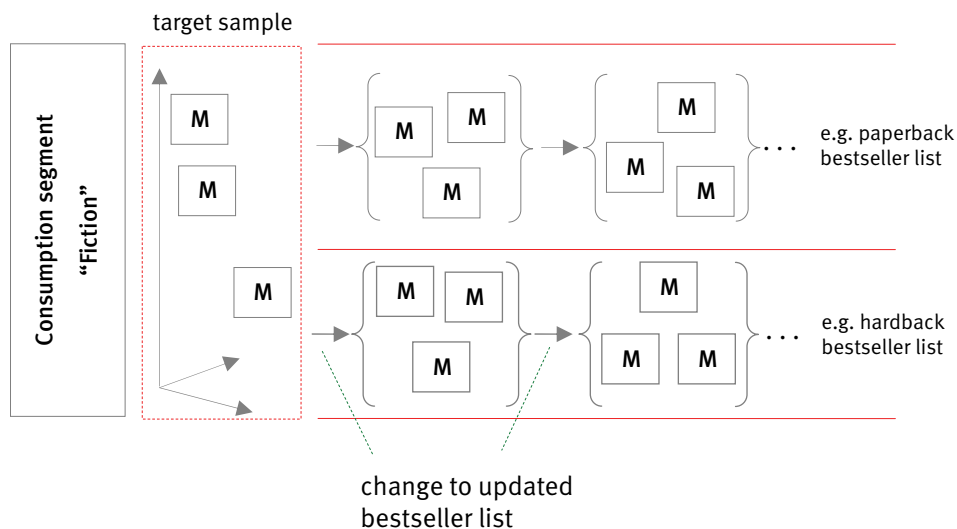 target sample
Consumption segment
“Fiction”
M
M
M
M
M
M
M
M
M
. . .
e.g. paperback
bestseller list
M
M
M
M
M
M
. . .
e.g. hardback
bestseller list
change to updated
bestseller list